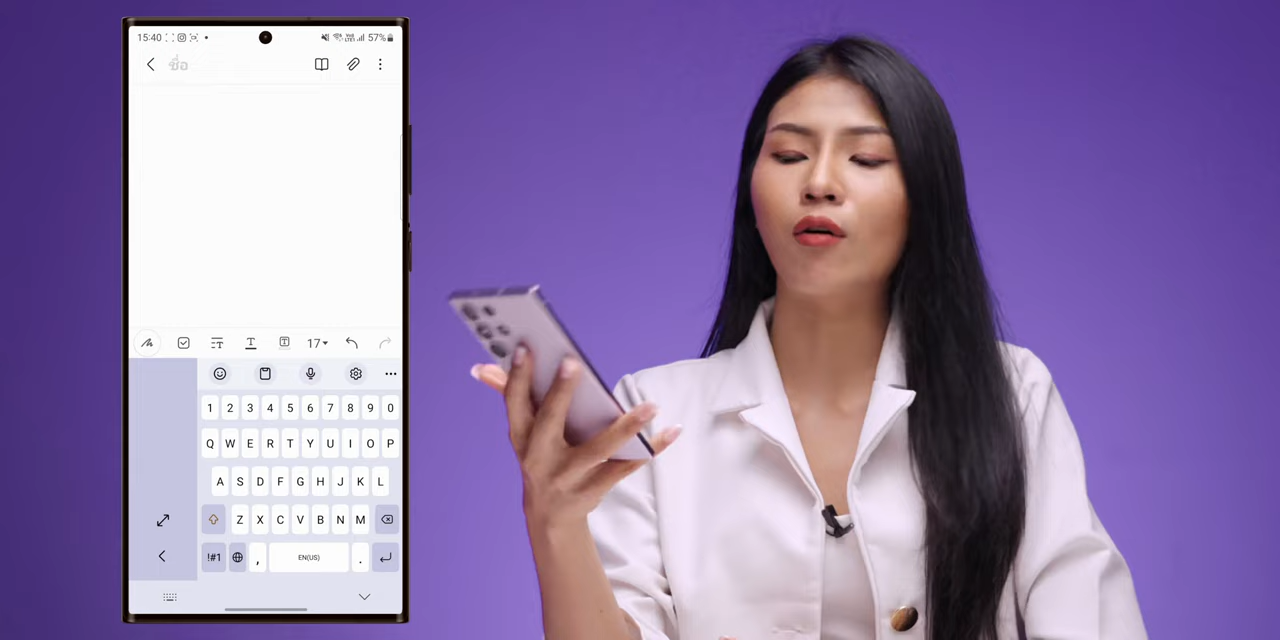 15:40 57%
ชื่อ
17
1 2 3 4 5 6 7 8 9 0
Q W E R T Y U I O P
A S D F G H J K L
Z X C V B N M
!#1 , EN(US) .